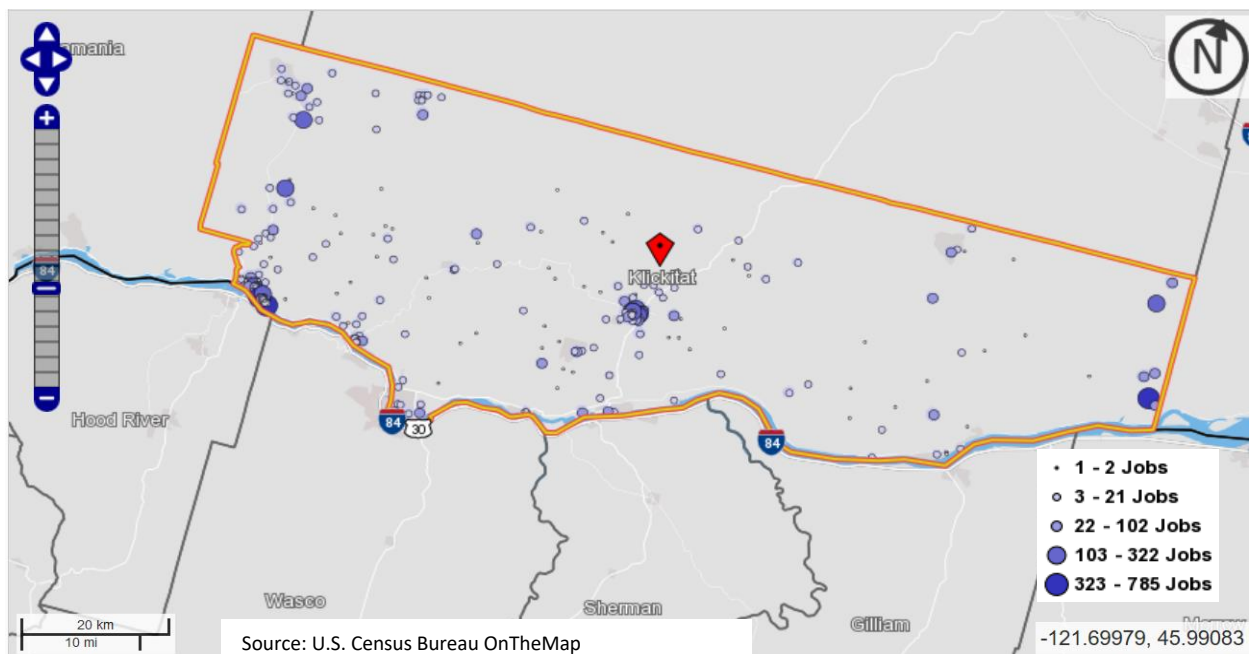 N
84
Klickitat
Hood River
84
30
84
1 - 2 Jobs
3 - 21 Jobs
22 - 102 Jobs
103 - 322 Jobs
323 - 785 Jobs
Wasco
Sherman
Gilliam
20 km
10 mi
Source: U.S. Census Bureau OnTheMap
-121.69979, 45.99083